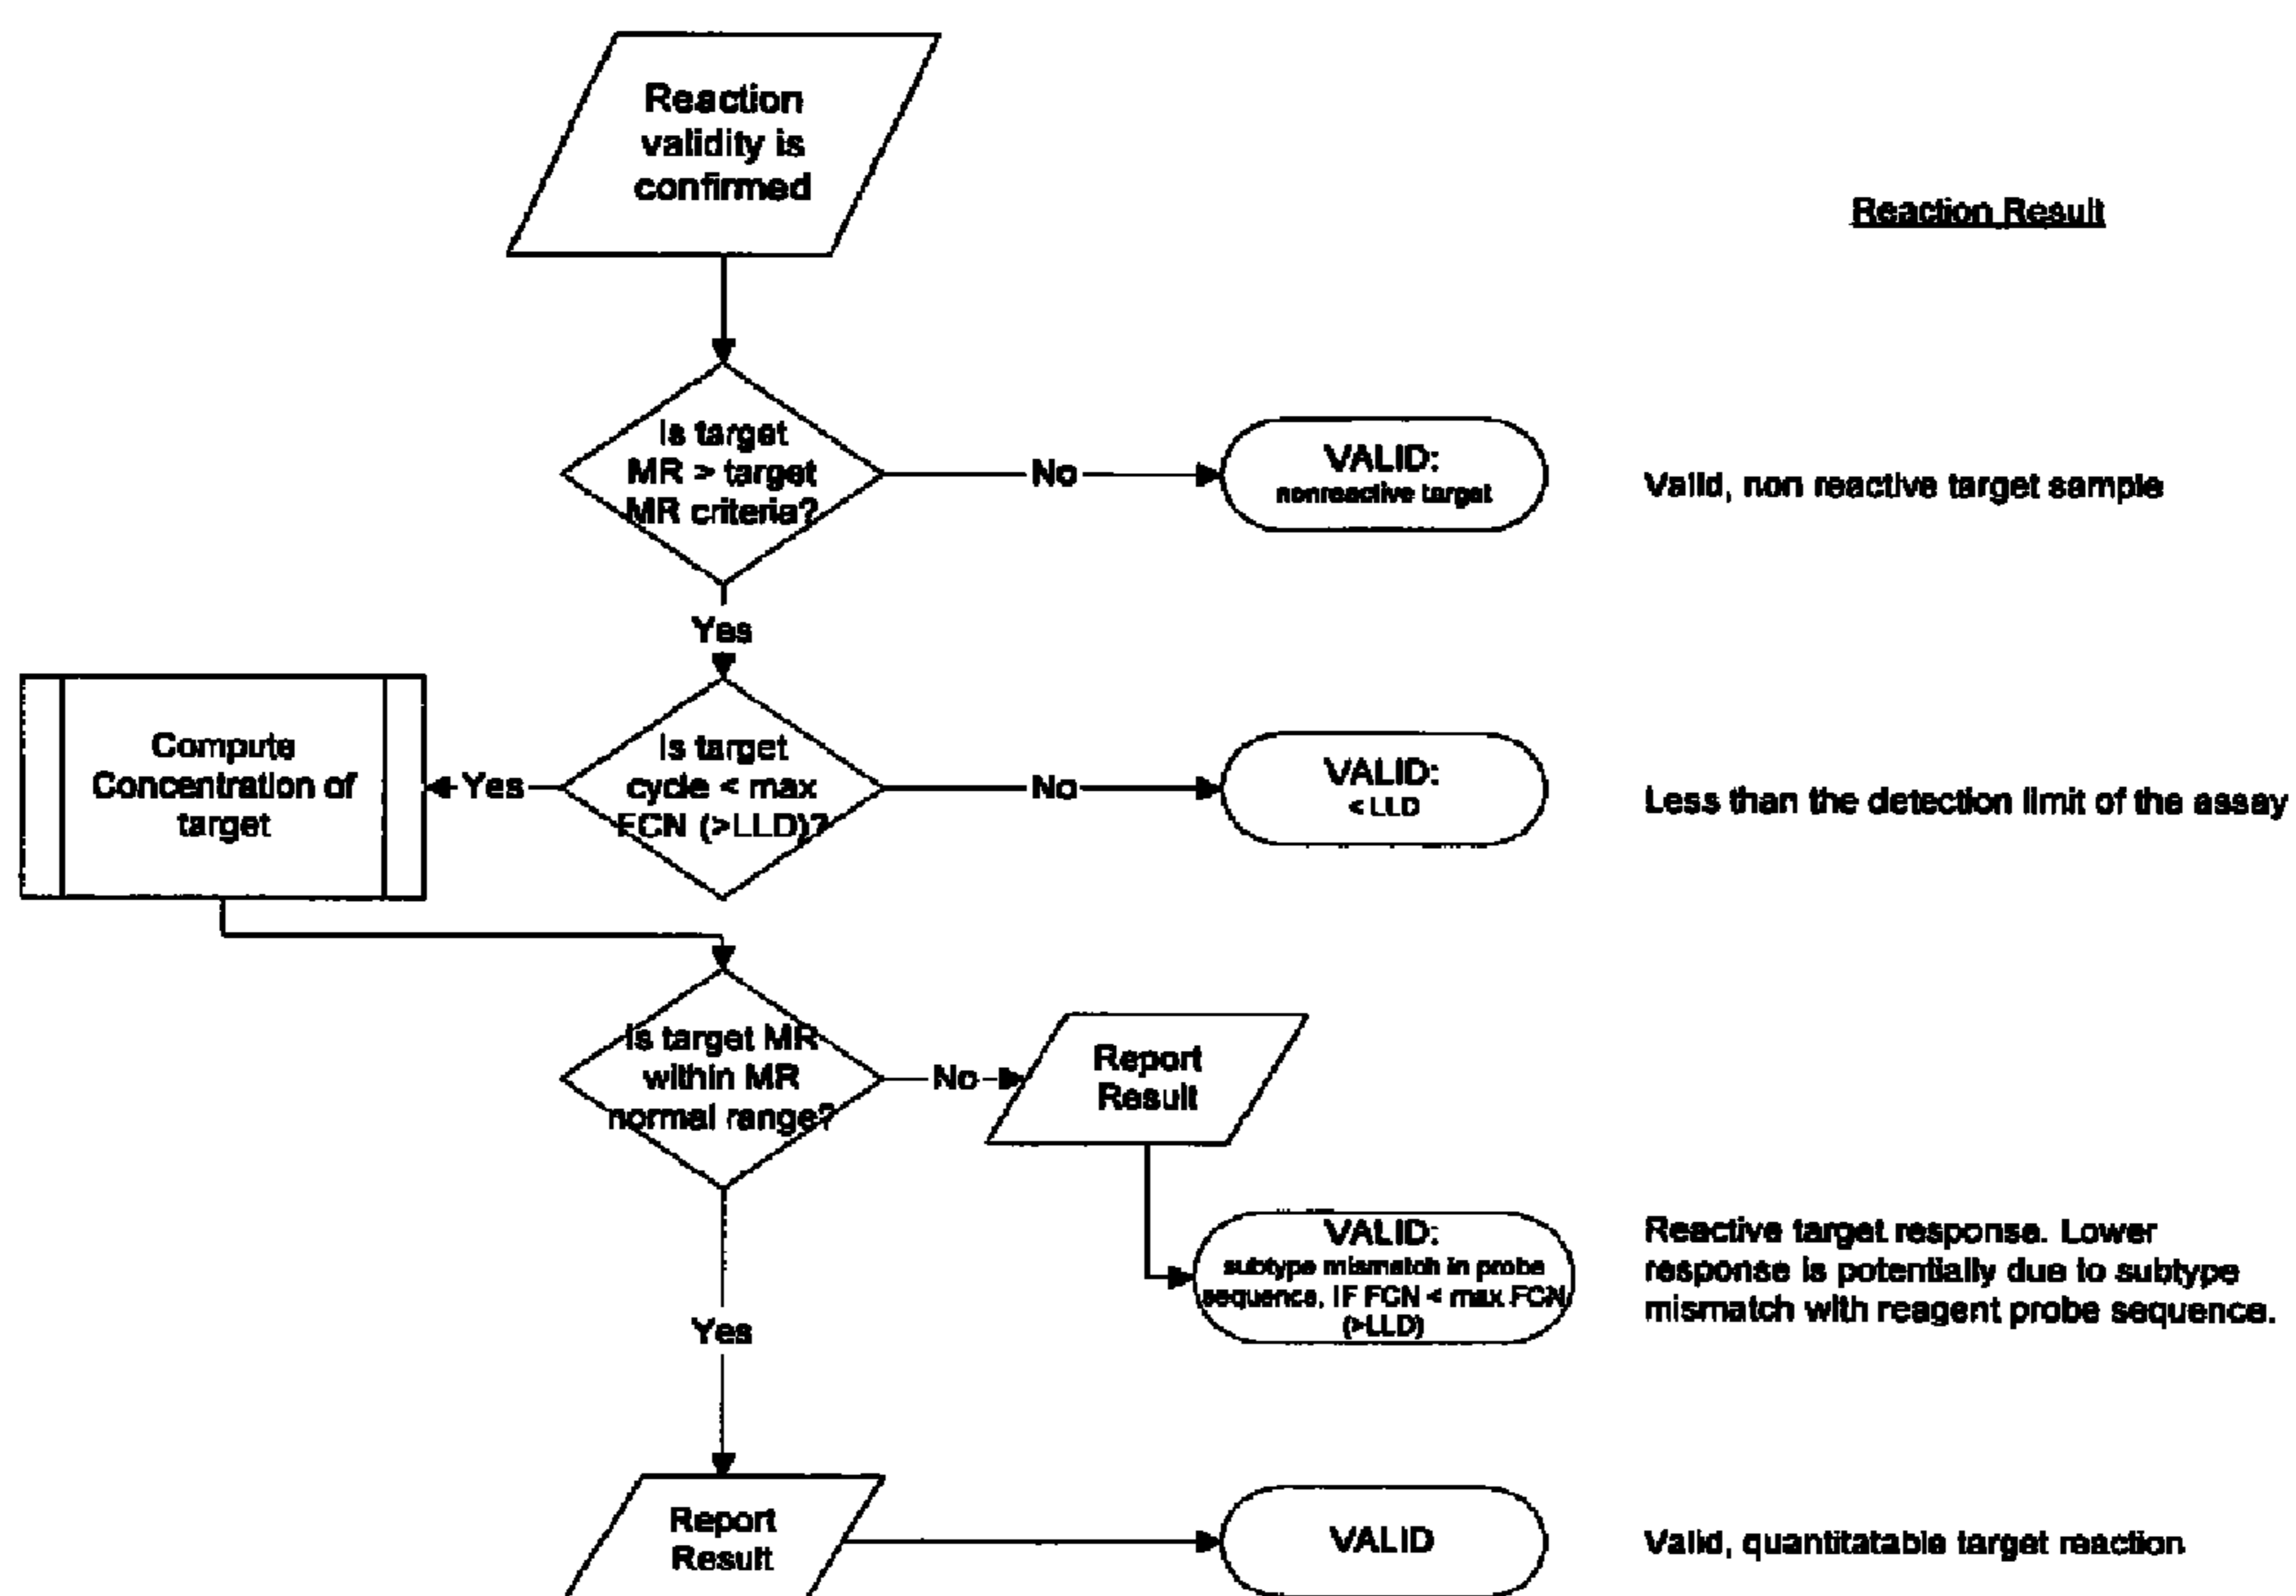 Reaction
validity is
confirmed
Reaction Result
Is target
MR > target
MR criteria?
No
VALID:
nonreactive target
Valid, non reactive target sample
Yes
Compute
Concentration of
target
Yes
Is target
cycle < max
FCN (>LLD)?
No
VALID:
< LLD
Less than the detection limit of the assay
Is target MR
within MR
normal range?
No
Report
Result
VALID:
subtype mismatch in probe
sequence, IF FCN < max FCN
(>LLD)
Reactive target response. Lower
response is potentially due to subtype
mismatch with reagent probe sequence.
Yes
Report
Result
VALID
Valid, quantitatable target reaction